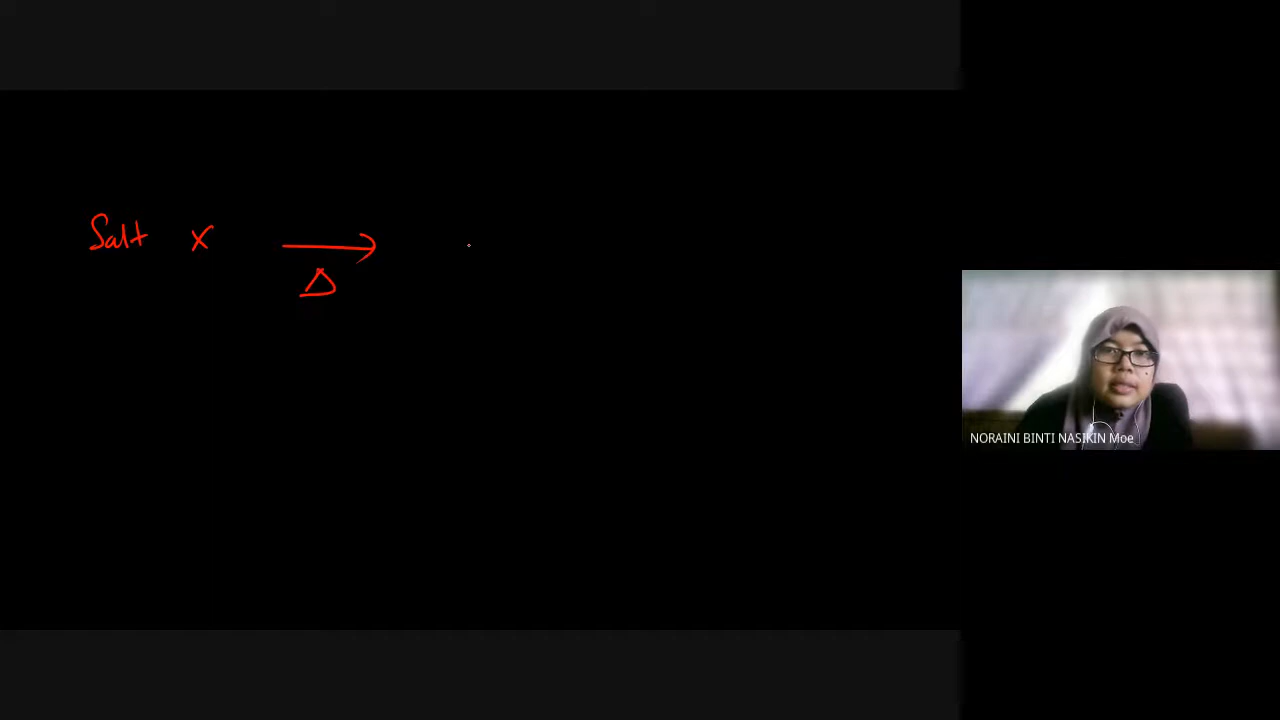 Salt X ⟶
Δ
NORAINI BINTI NASIKIN Moe